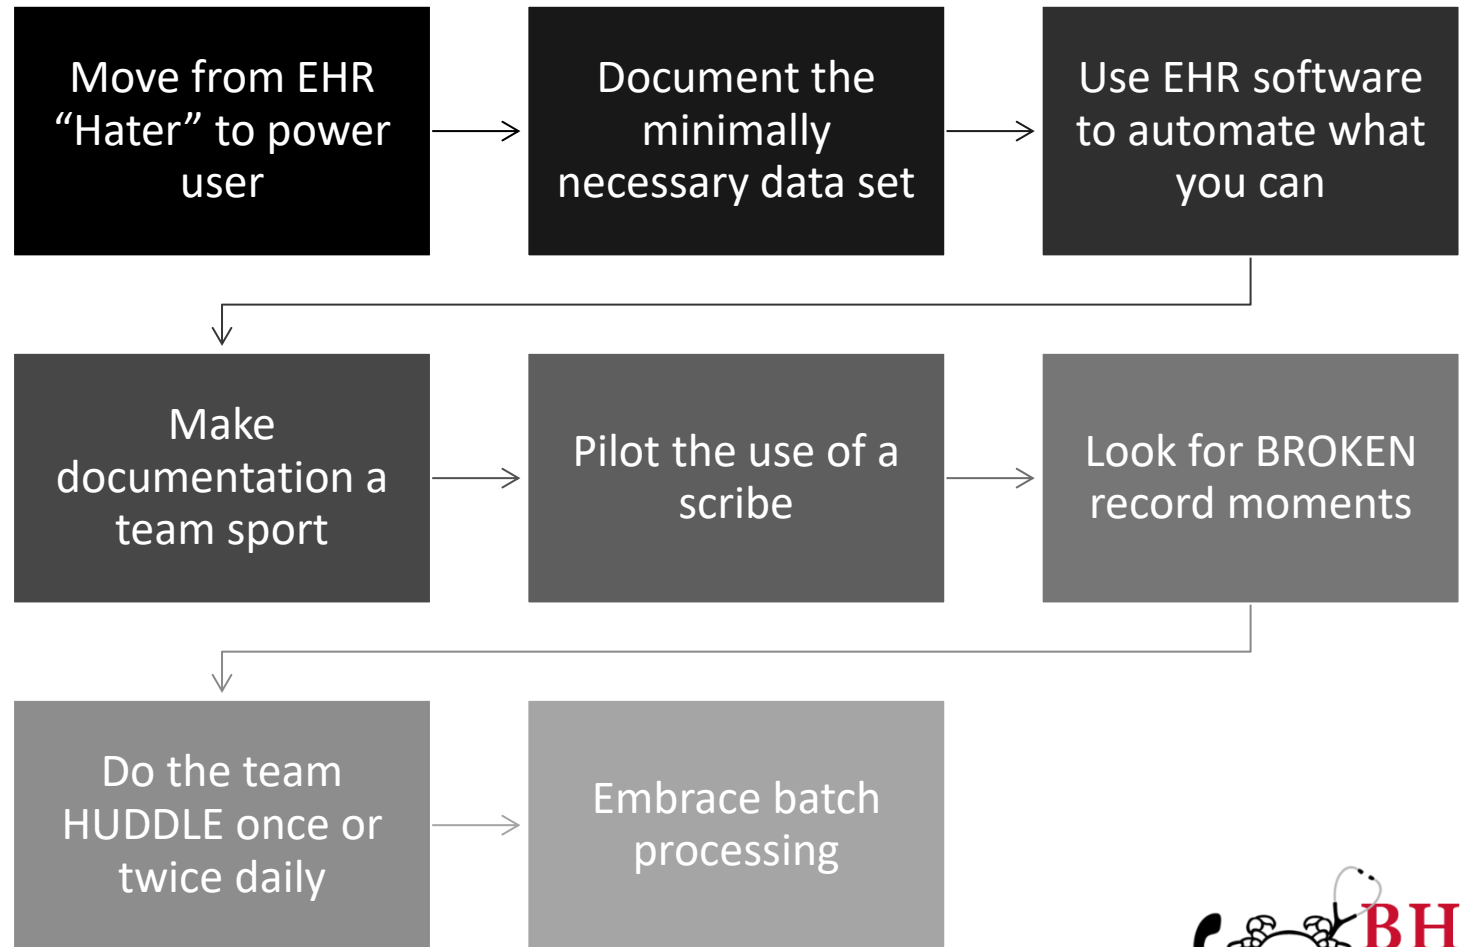 Move from EHR
“Hater” to power
user
Document the
minimally
necessary data set
Use EHR software
to automate what
you can
Make
documentation a
team sport
Pilot the use of a
scribe
Look for BROKEN
record moments
Do the team
HUDDLE once or
twice daily
Embrace batch
processing
BH